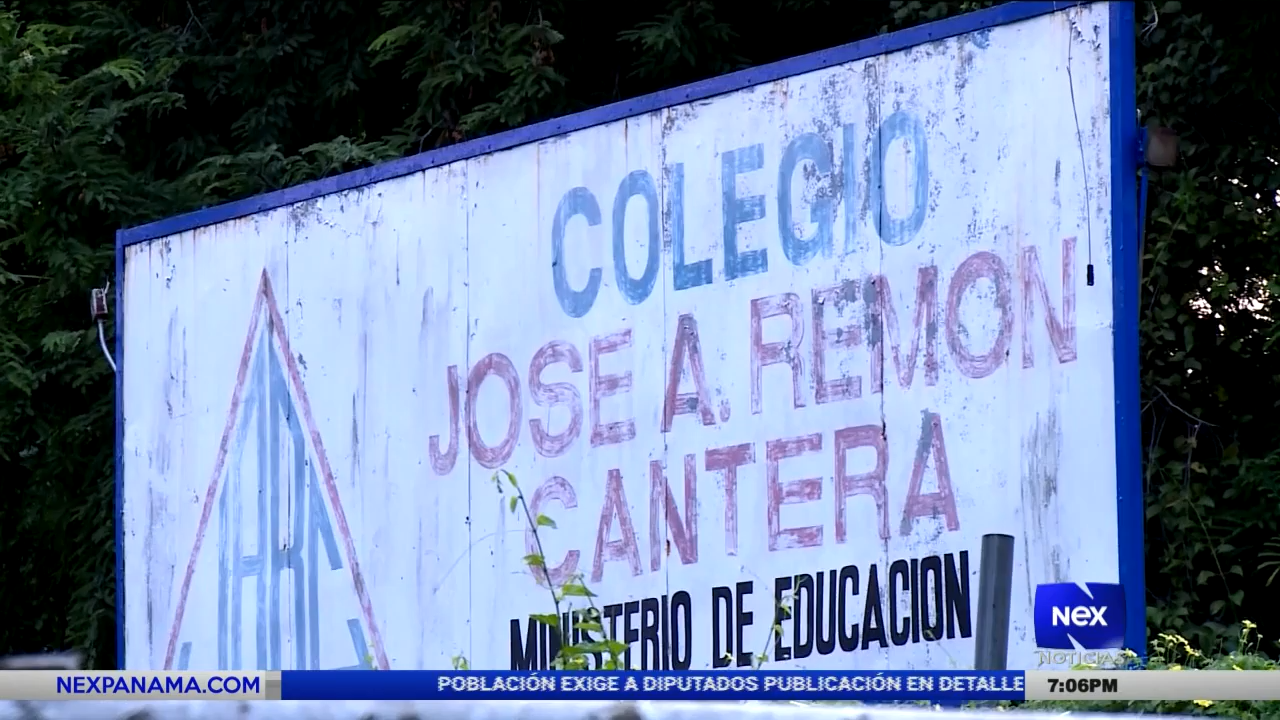 COLEGIO
JOSE A. REMON
CANTERA
MINISTERIO DE EDUCACION
nex
NOTICIAS
NEXPANAMA.COM
POBLACIÓN EXIGE A DIPUTADOS PUBLICACIÓN EN DETALLE
7:06PM